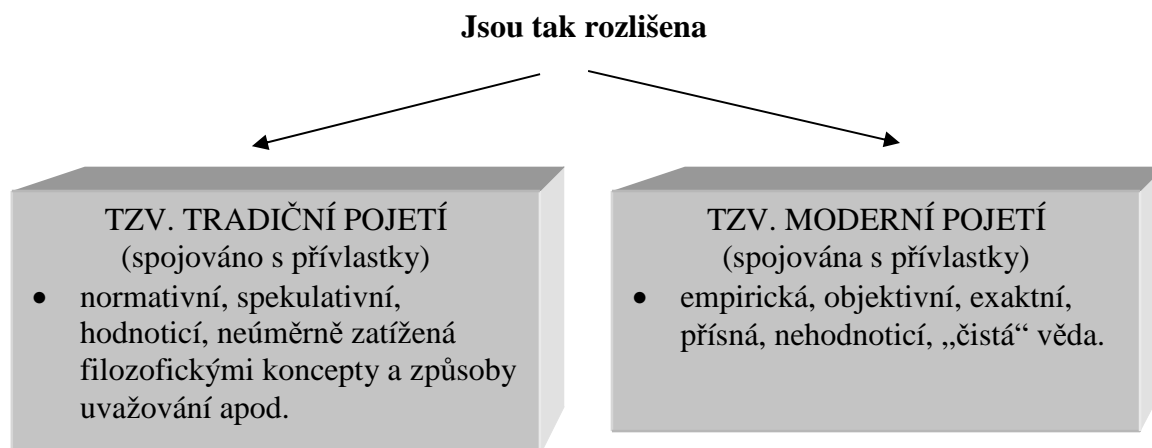 Jsou tak rozlišena
TZV. TRADIČNÍ POJETÍ
(spojováno s přívlastky)
• normativní, spekulativní,
hodnoticí, neúměrně zatížená
filozofickými koncepty a způsoby
uvažování apod.
TZV. MODERNÍ POJETÍ
(spojována s přívlastky)
• empirická, objektivní, exaktní,
přísná, nehodnoticí, „čistá“ věda.